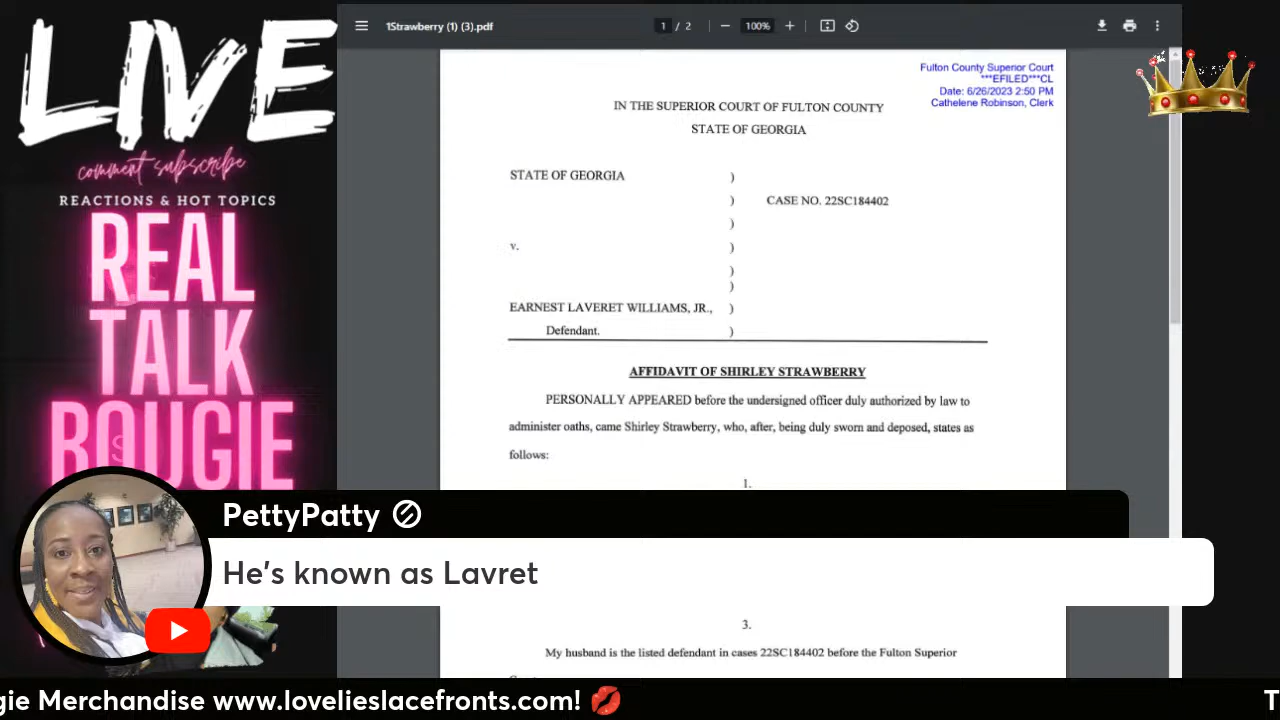 LIVE
comment subscribe
REACTIONS & HOT TOPICS
REAL
TALK
BOUGIE
1Strawberry (1) (3).pdf
1 / 2
100%
Fulton County Superior Court
***EFILED***CL
Date: 6/26/2023 2:50 PM
Cathelene Robinson, Clerk
IN THE SUPERIOR COURT OF FULTON COUNTY
STATE OF GEORGIA
STATE OF GEORGIA )
) CASE NO. 22SC184402
)
v. )
)
)
EARNEST LAVERET WILLIAMS, JR., )
Defendant. )
AFFIDAVIT OF SHIRLEY STRAWBERRY
PERSONALLY APPEARED before the undersigned officer duly authorized by law to
administer oaths, came Shirley Strawberry, who, after, being duly sworn and deposed, states as
follows:
1.
PettyPatty
He's known as Lavret
3.
My husband is the listed defendant in cases 22SC184402 before the Fulton Superior
gie Merchandise www.lovelieslacefronts.com! 💋 T